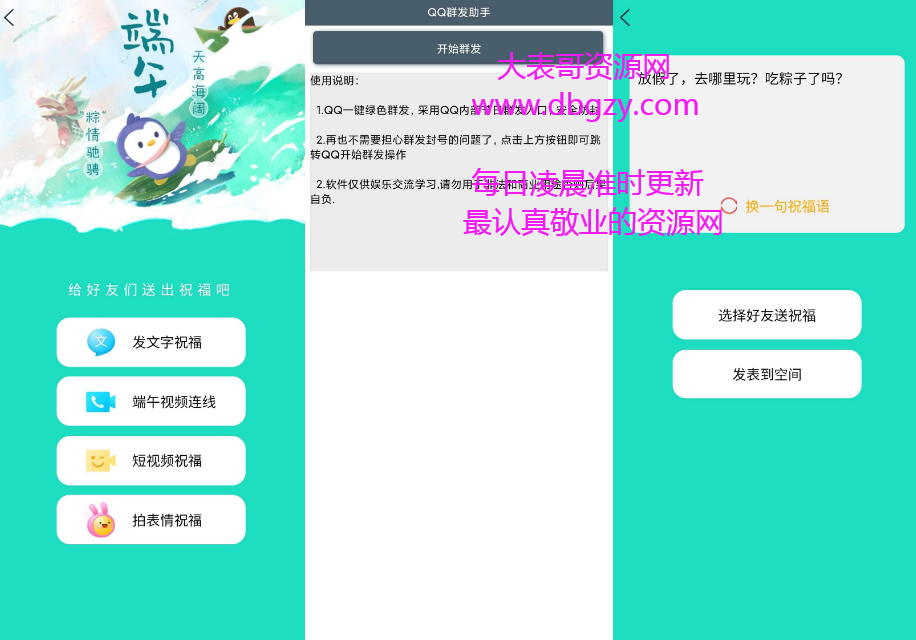 端午
天高海阔
“粽情驰骋”
给好友们送出祝福吧
文
发文字祝福
端午视频连线
短视频祝福
拍表情祝福
QQ群发助手
开始群发
使用说明：
1.QQ一键绿色群发，采用QQ内部节日群发入口，安全防封
2.再也不需要担心群发封号的问题了，点击上方按钮即可跳
转QQ开始群发操作
2.软件仅供娱乐交流学习,请勿用于非法和商业用途否则后果
自负.
放假了，去哪里玩？吃粽子了吗？
换一句祝福语
选择好友送祝福
发表到空间
大表哥资源网
www.dbgzy.com
每日凌晨准时更新
最认真敬业的资源网